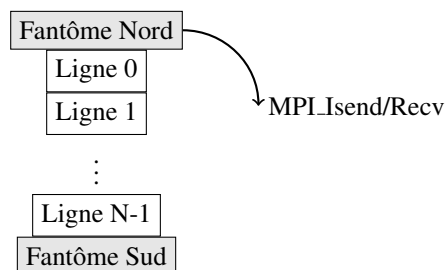 Fantôme Nord
Ligne 0
Ligne 1
MPI_Isend/Recv
⋮
Ligne N-1
Fantôme Sud